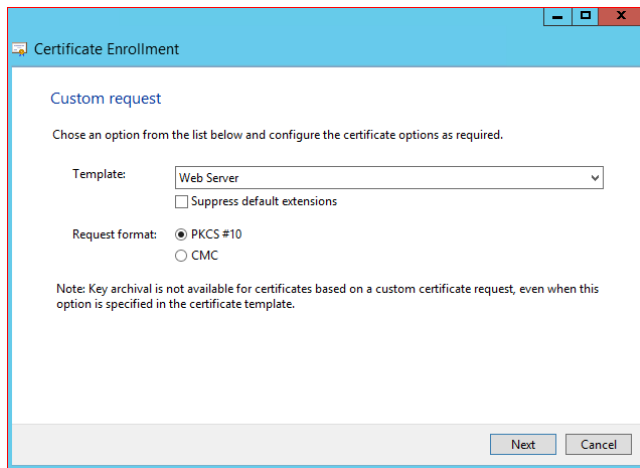 Certificate Enrollment
Custom request
Chose an option from the list below and configure the certificate options as required.
Template:
Web Server
Suppress default extensions
Request format:
PKCS #10
CMC
Note: Key archival is not available for certificates based on a custom certificate request, even when this
option is specified in the certificate template.
Next
Cancel